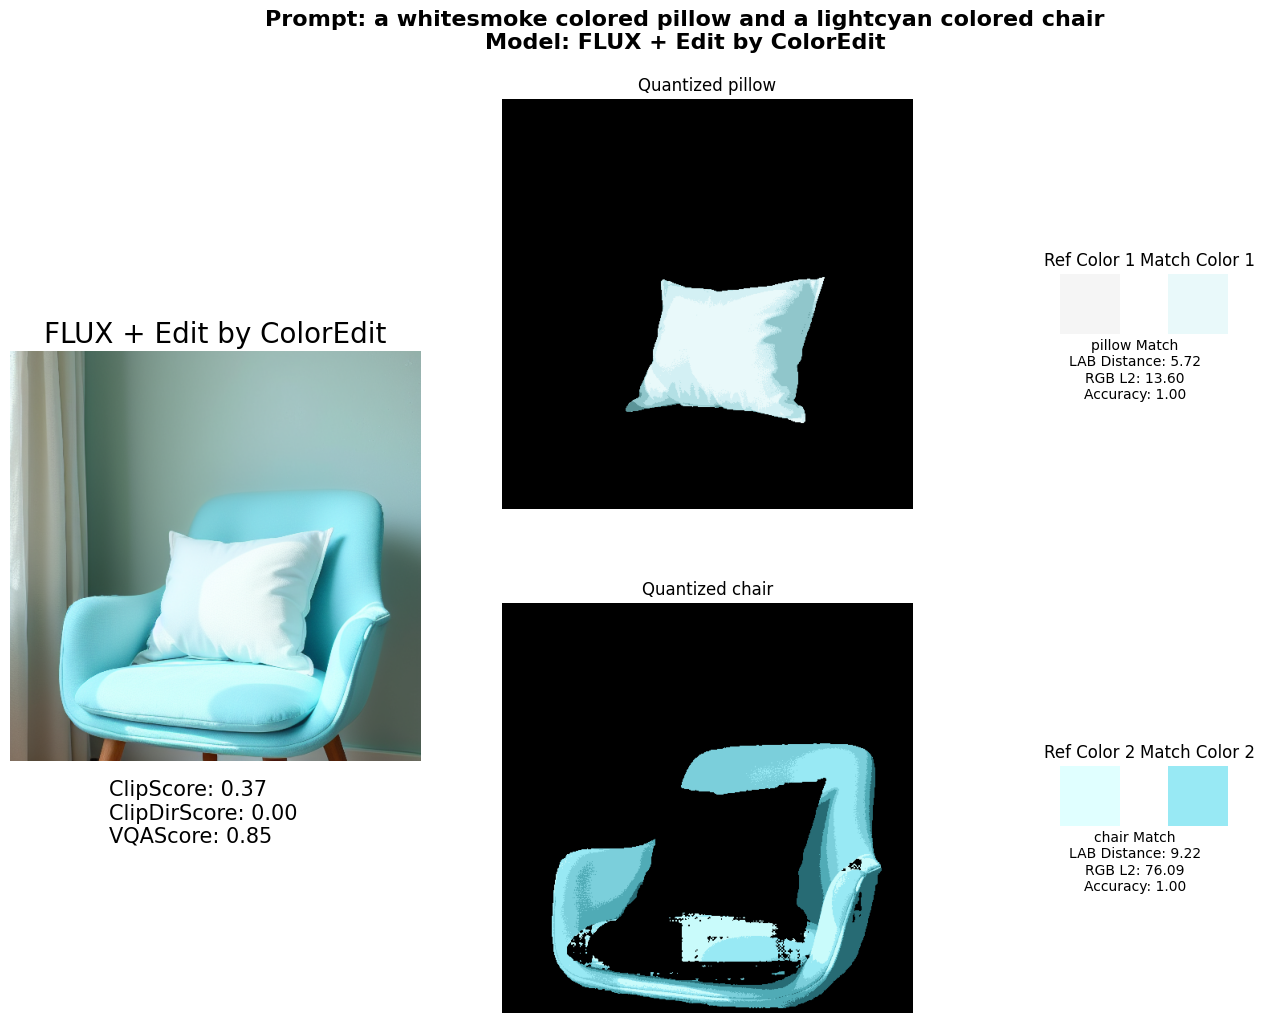 Prompt: a whitesmoke colored pillow and a lightcyan colored chair
Model: FLUX + Edit by ColorEdit
Quantized pillow
Ref Color 1 Match Color 1
pillow Match
LAB Distance: 5.72
RGB L2: 13.60
Accuracy: 1.00
FLUX + Edit by ColorEdit
ClipScore: 0.37
ClipDirScore: 0.00
VQAScore: 0.85
Quantized chair
Ref Color 2 Match Color 2
chair Match
LAB Distance: 9.22
RGB L2: 76.09
Accuracy: 1.00